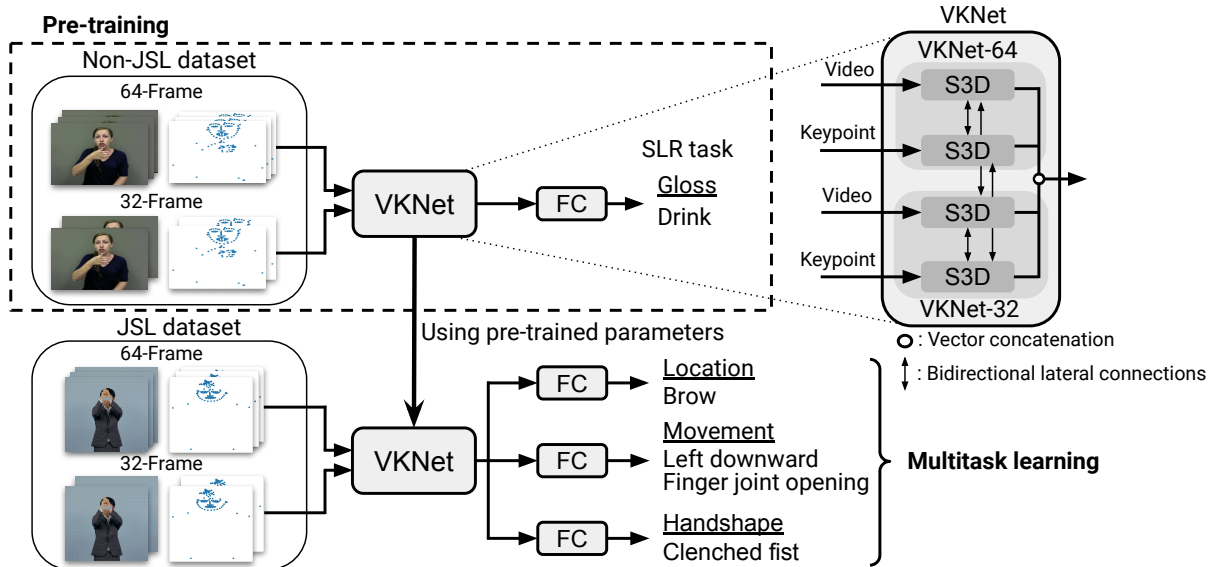 Pre-training
Non-JSL dataset
64-Frame
32-Frame
VKNet
FC
SLR task
Gloss
Drink
VKNet
VKNet-64
Video
S3D
Keypoint
S3D
Video
S3D
Keypoint
S3D
VKNet-32
: Vector concatenation
: Bidirectional lateral connections
Using pre-trained parameters
JSL dataset
64-Frame
32-Frame
VKNet
FC
Location
Brow
FC
Movement
Left downward
Finger joint opening
FC
Handshape
Clenched fist
Multitask learning